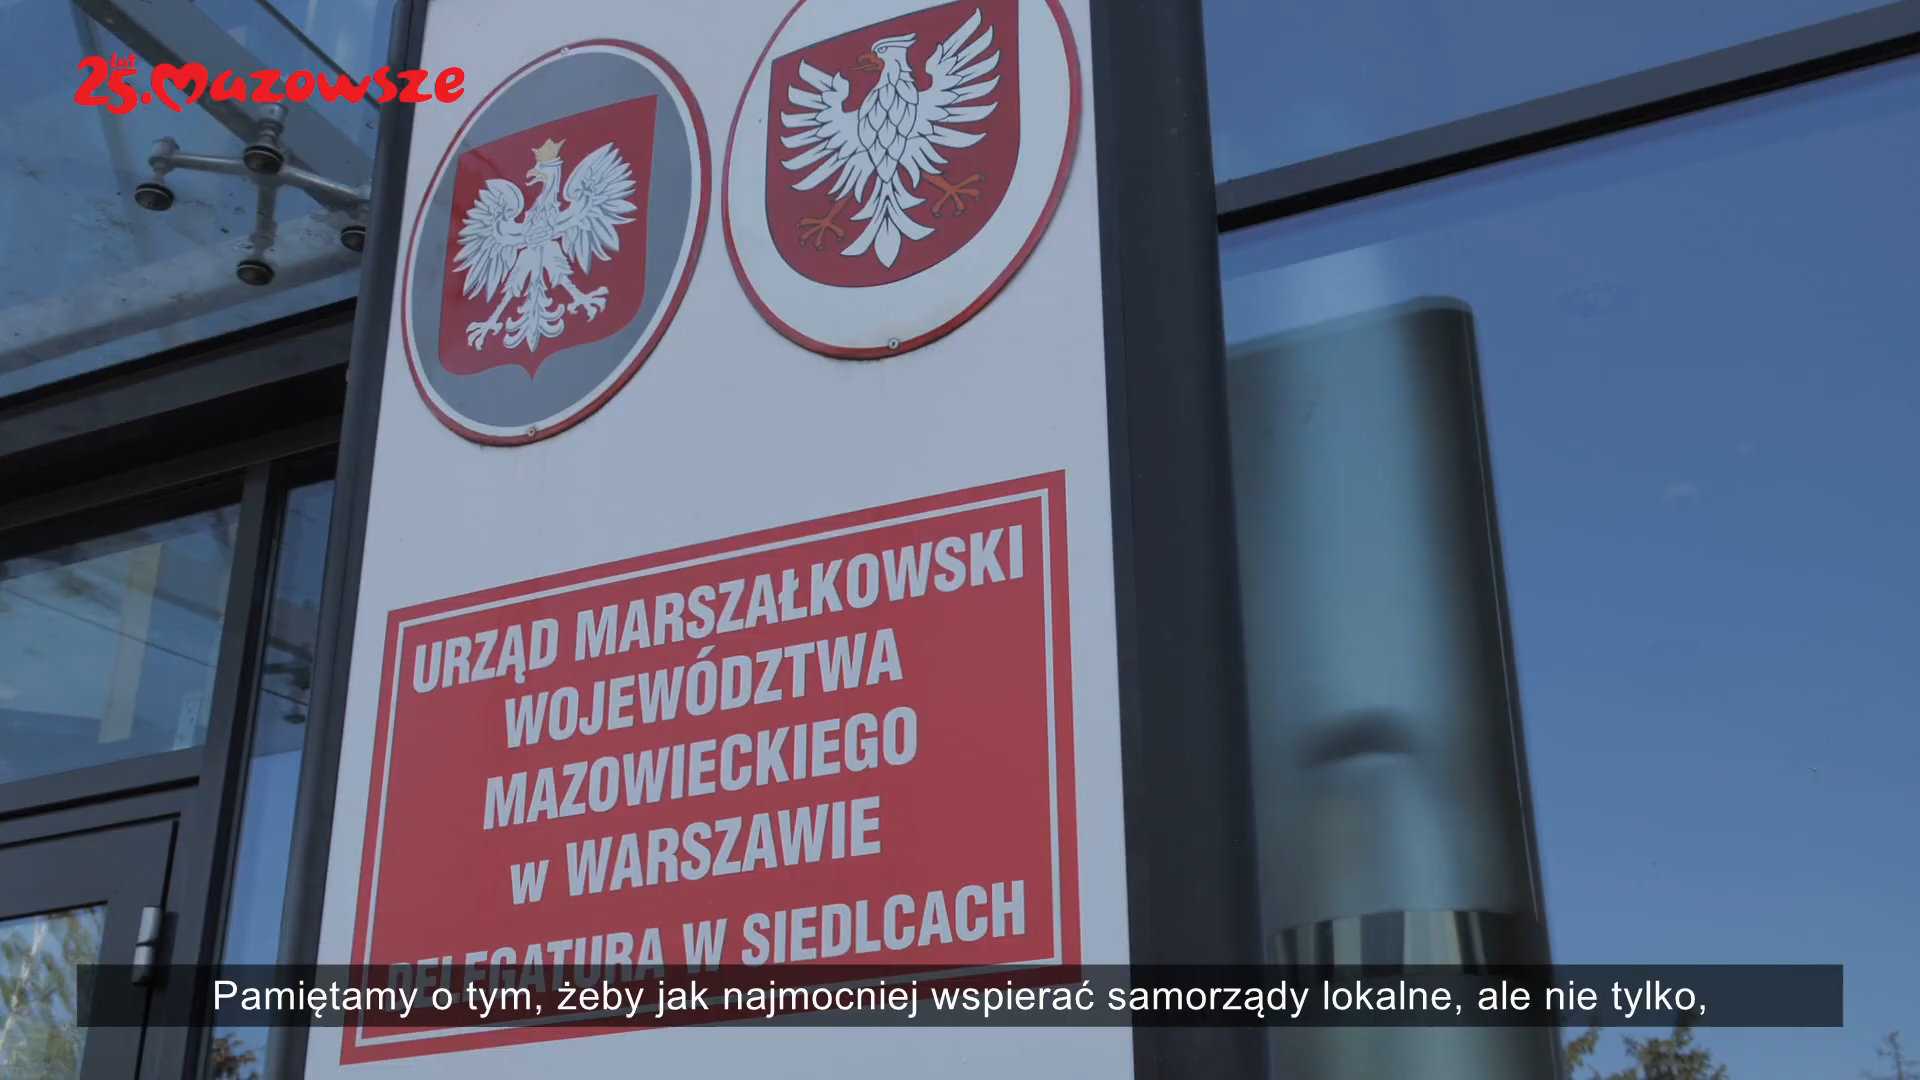 25 lat Mazowsze
URZĄD MARSZAŁKOWSKI
WOJEWÓDZTWA
MAZOWIECKIEGO
w WARSZAWIE
DELEGATURA W SIEDLCACH
Pamiętamy o tym, żeby jak najmocniej wspierać samorządy lokalne, ale nie tylko,